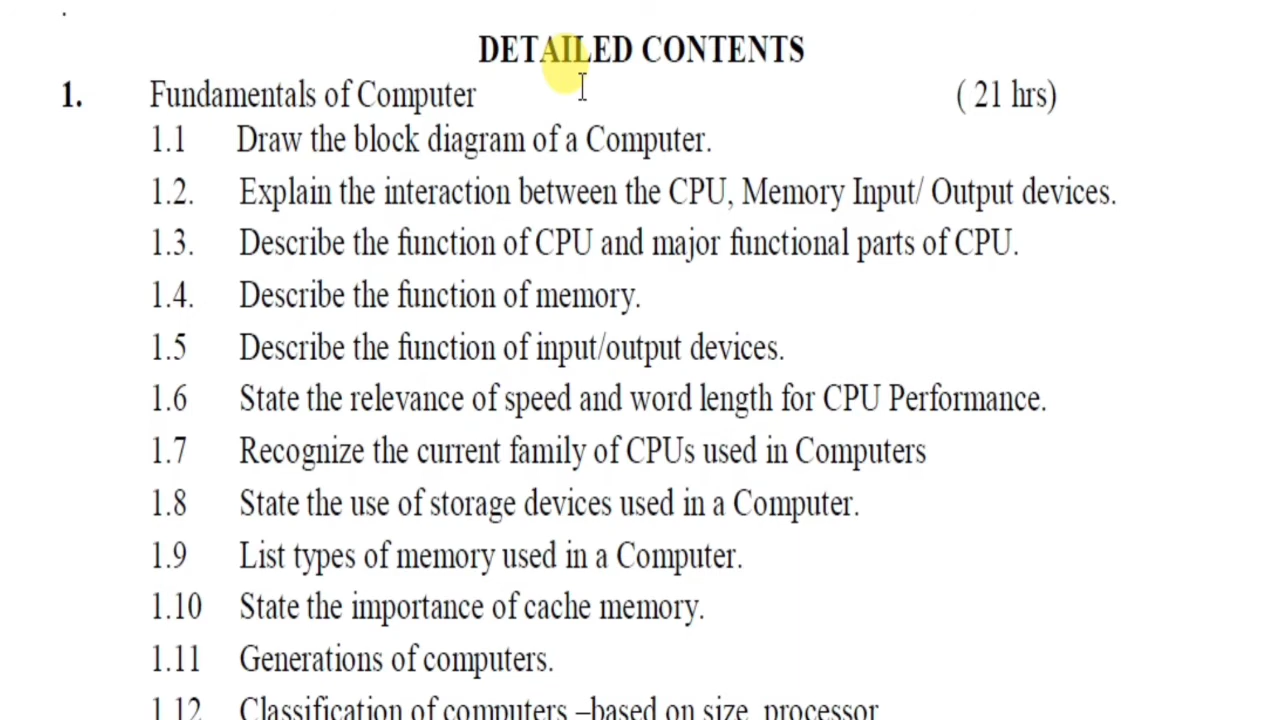 DETAILED CONTENTS
1. Fundamentals of Computer ( 21 hrs)
1.1 Draw the block diagram of a Computer.
1.2. Explain the interaction between the CPU, Memory Input/ Output devices.
1.3. Describe the function of CPU and major functional parts of CPU.
1.4. Describe the function of memory.
1.5 Describe the function of input/output devices.
1.6 State the relevance of speed and word length for CPU Performance.
1.7 Recognize the current family of CPUs used in Computers
1.8 State the use of storage devices used in a Computer.
1.9 List types of memory used in a Computer.
1.10 State the importance of cache memory.
1.11 Generations of computers.
1.12 Classification of computers –based on size, processor